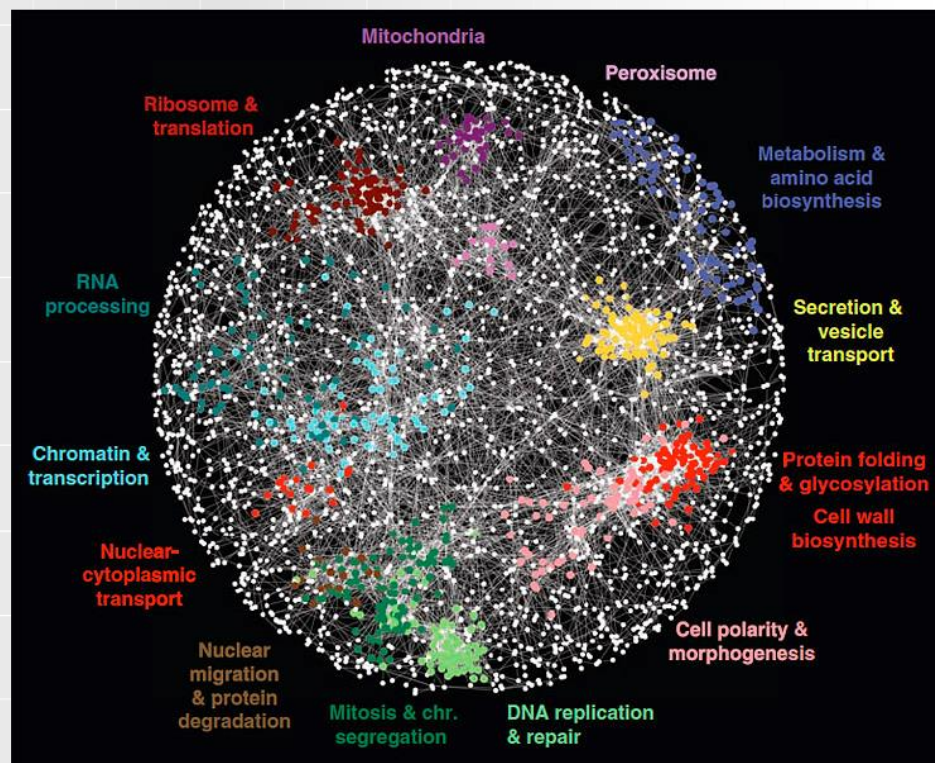 Mitochondria
Peroxisome
Ribosome &
translation
Metabolism &
amino acid
biosynthesis
RNA
processing
Secretion &
vesicle
transport
Chromatin &
transcription
Protein folding
& glycosylation
Cell wall
biosynthesis
Nuclear-
cytoplasmic
transport
Cell polarity &
morphogenesis
Nuclear
migration
& protein
degradation
Mitosis & chr.
segregation
DNA replication
& repair